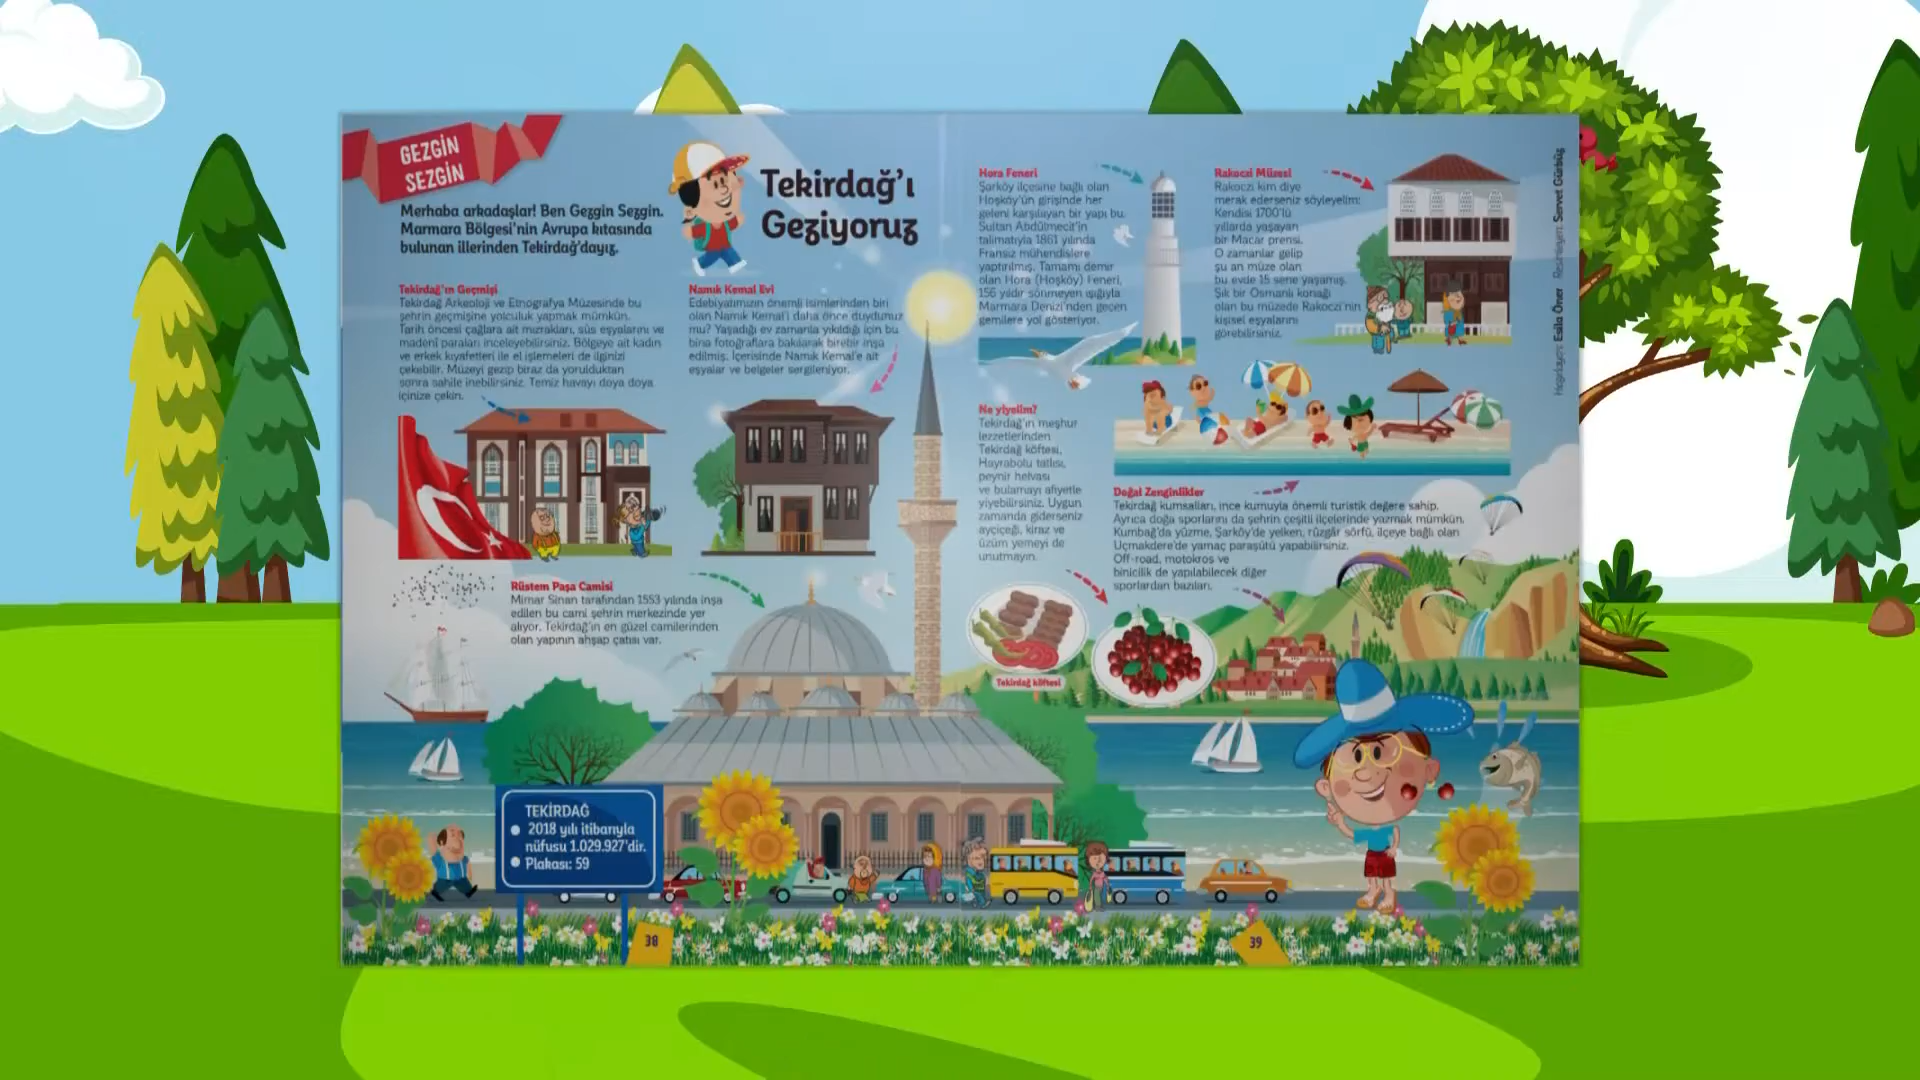 GEZGİN
SEZGİN
Merhaba arkadaşlar! Ben Gezgin Sezgin.
Marmara Bölgesi'nin Avrupa kıtasında
bulunan illerinden Tekirdağ'dayız.
Tekirdağ'ı
Geziyoruz
Tekirdağ'ın Geçmişi
Tekirdağ Arkeoloji ve Etnografya Müzesinde bu
şehrin geçmişine yolculuk yapmak mümkün.
Tarih öncesi çağlara ait mızrakları, süs eşyalarını ve
madenî paraları inceleyebilirsiniz. Bölgeye ait kadın
ve erkek kıyafetleri ile el işlemeleri de ilginizi
çekebilir. Müzeyi gezip biraz da yorulduktan
sonra sahile inebilirsiniz. Temiz havayı doya doya
içinize çekin.
Namık Kemal Evi
Edebiyatımızın önemli isimlerinden biri
olan Namık Kemal'i daha önce duydunuz
mu? Yaşadığı ev zamanla yıkıldığı için bu
bina fotoğraflara bakılarak birebir inşa
edilmiş. İçerisinde Namık Kemal'e ait
eşyalar ve belgeler sergileniyor.
Rüstem Paşa Camisi
Mimar Sinan tarafından 1553 yılında inşa
edilen bu cami şehrin merkezinde yer
alıyor. Tekirdağ'ın en güzel camilerinden
olan yapının ahşap çatısı var.
TEKİRDAĞ
2018 yılı itibarıyla
nüfusu 1.029.927'dir.
Plakası: 59
38
Hora Feneri
Şarköy ilçesine bağlı olan
Hoşköy'ün girişinde her
geleni karşılayan bir yapı bu.
Sultan Abdülmecit'in
talimatıyla 1861 yılında
Fransız mühendislere
yaptırılmış. Tamamı demir
olan Hora (Hoşköy) Feneri,
156 yıldır sönmeyen ışığıyla
Marmara Denizi'nden geçen
gemilere yol gösteriyor.
Rakoczi Müzesi
Rakoczi kim diye
merak ederseniz söyleyelim:
Kendisi 1700'lü
yıllarda yaşayan
bir Macar prensi.
O zamanlar gelip
şu an müze olan
bu evde 15 sene yaşamış.
Şık bir Osmanlı konağı
olan bu müzede Rakoczi'nin
kişisel eşyalarını
görebilirsiniz.
Ne yiyelim?
Tekirdağ'ın meşhur
lezzetlerinden
Tekirdağ köftesi,
Hayrabolu tatlısı,
peynir helvası
ve bulamayı afiyetle
yiyebilirsiniz. Uygun
zamanda giderseniz
ayçiçeği, kiraz ve
üzüm yemeyi de
unutmayın.
Tekirdağ köftesi
Doğal Zenginlikler
Tekirdağ kumsalları, ince kumuyla önemli turistik değere sahip.
Ayrıca doğa sporlarını da şehrin çeşitli ilçelerinde yazmak mümkün.
Kumbağ'da yüzme, Şarköy'de yelken, rüzgâr sörfü, ilçeye bağlı olan
Uçmakdere'de yamaç paraşütü yapabilirsiniz.
Off-road, motokros ve
binicilik de yapılabilecek diğer
sporlardan bazıları.
Hazırlayan: Esila Öner Resimleyen: Servet Gürbüz
39